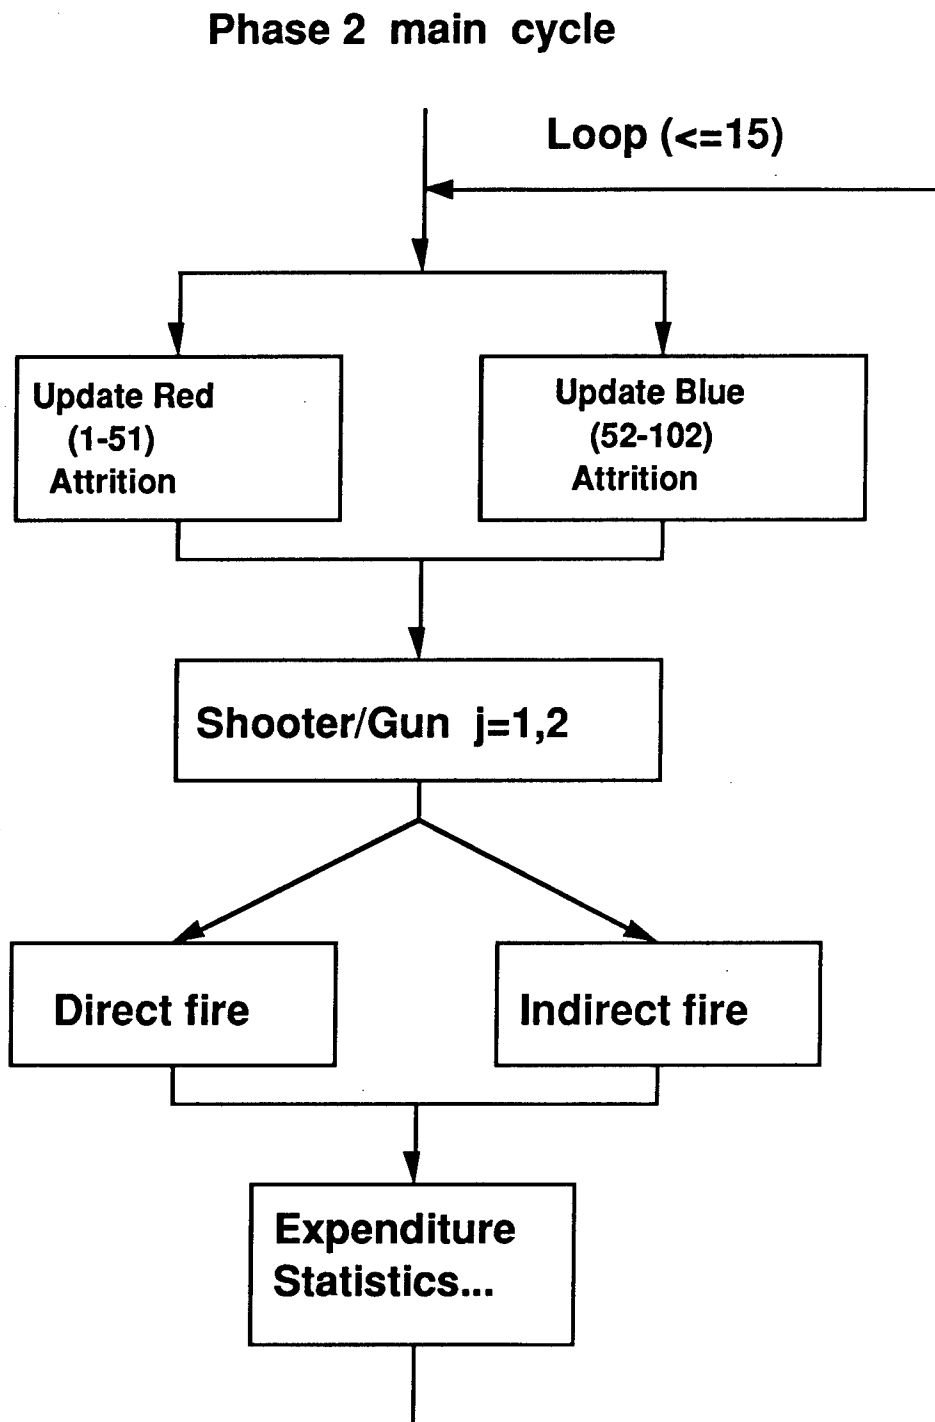 Phase 2 main cycle
Loop (<=15)
Update Red
(1-51)
Attrition
Update Blue
(52-102)
Attrition
Shooter/Gun j=1,2
Direct fire
Indirect fire
Expenditure
Statistics...